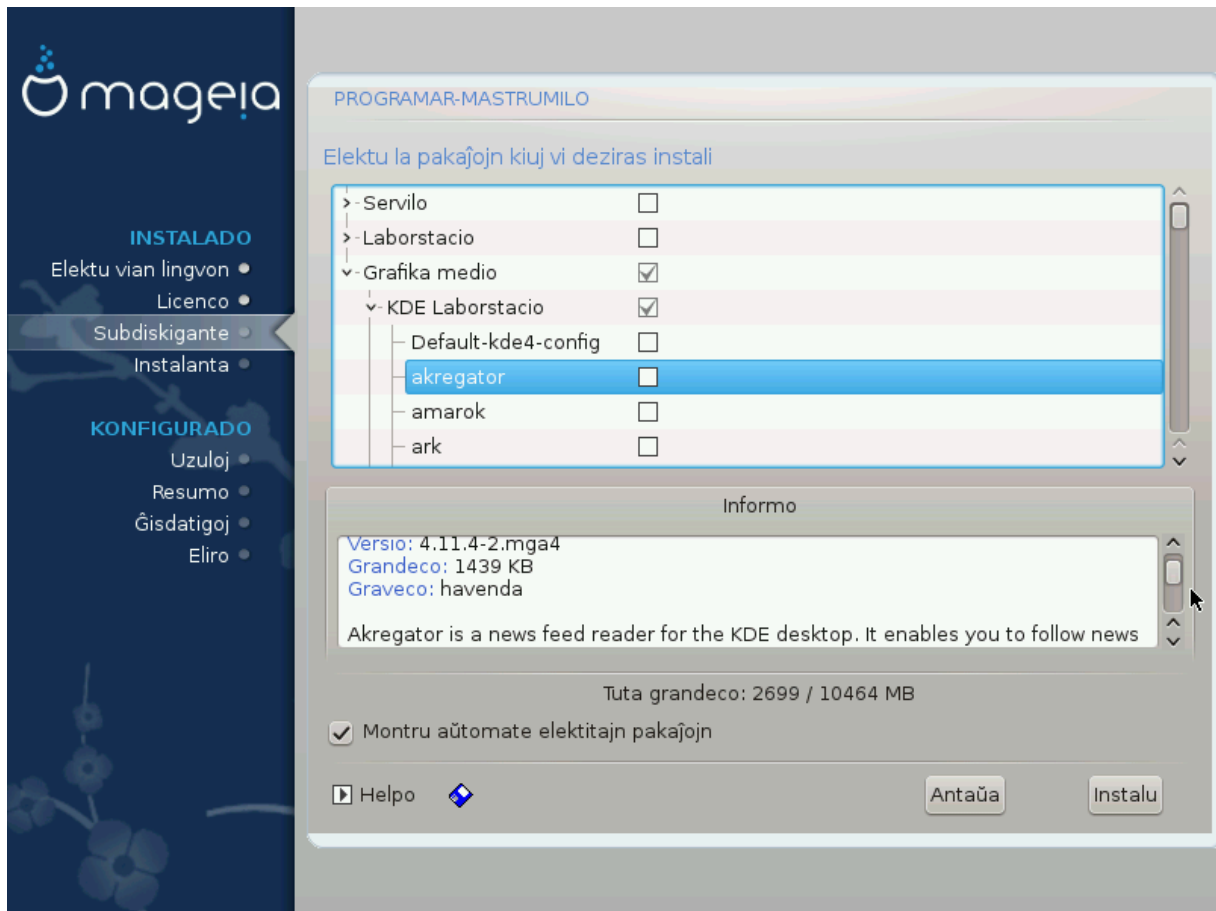 mageia
INSTALADO
Elektu vian lingvon
Licenco
Subdiskigante
Instalanta
KONFIGURADO
Uzuloj
Resumo
Ĝisdatigoj
Eliro
PROGRAMAR-MASTRUMILO
Elektu la pakaĵojn kiuj vi deziras instali
Servilo
Laborstacio
Grafika medio
KDE Laborstacio
Default-kde4-config
akregator
amarok
ark
Informo
Versio: 4.11.4-2.mga4
Grandeco: 1439 KB
Graveco: havenda
Akregator is a news feed reader for the KDE desktop. It enables you to follow news
Tuta grandeco: 2699 / 10464 MB
Montru aŭtomate elektitajn pakaĵojn
Helpo
Antaŭa
Instalu